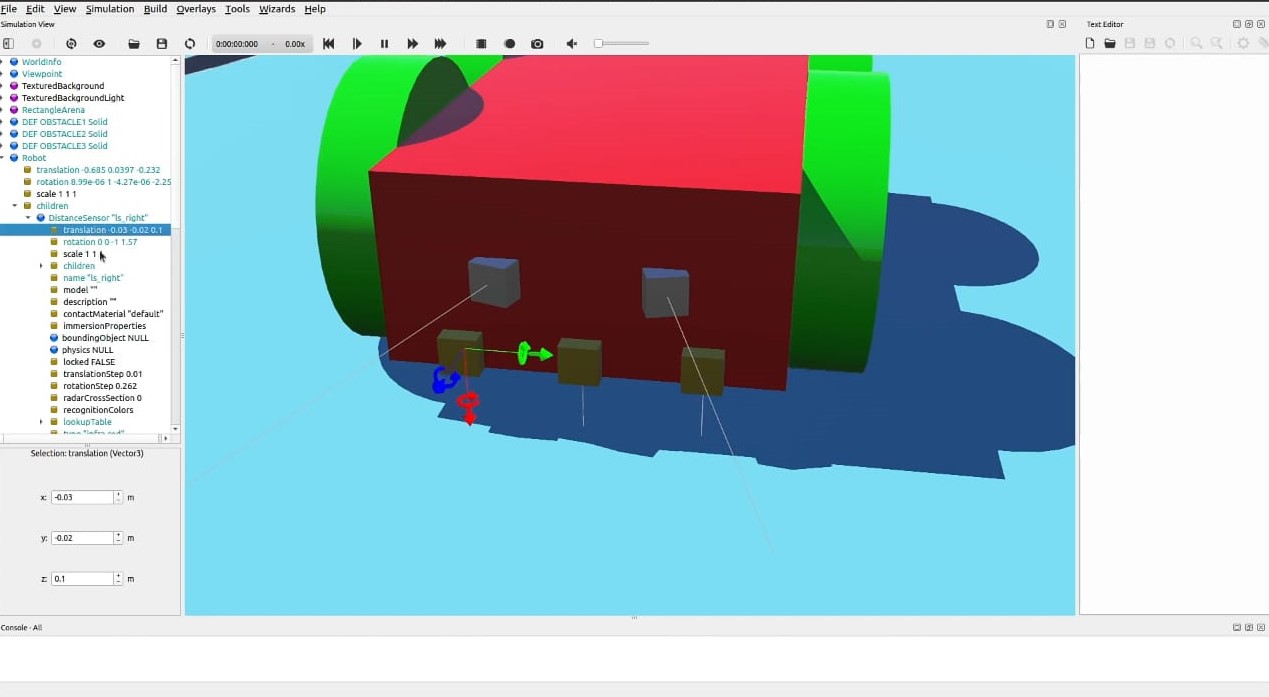 File Edit View Simulation Build Overlays Tools Wizards Help
Simulation View
Text Editor
0:00:00:000 - 0.00x
WorldInfo
Viewpoint
TexturedBackground
TexturedBackgroundLight
RectangleArena
DEF OBSTACLE1 Solid
DEF OBSTACLE2 Solid
DEF OBSTACLE3 Solid
Robot
translation -0.685 0.0397 -0.232
rotation 8.99e-06 1 -4.27e-06 -2.25
scale 1 1 1
children
DistanceSensor "ls_right"
translation -0.03 -0.02 0.1
rotation 0 0 -1 1.57
scale 1 1
children
name "ls_right"
model ""
description ""
contactMaterial "default"
immersionProperties
boundingObject NULL
physics NULL
locked FALSE
translationStep 0.01
rotationStep 0.262
radarCrossSection 0
recognitionColors
lookupTable
type "infra-red"
Selection: translation (Vector3)
x: -0.03 m
y: -0.02 m
z: 0.1 m
Console - All